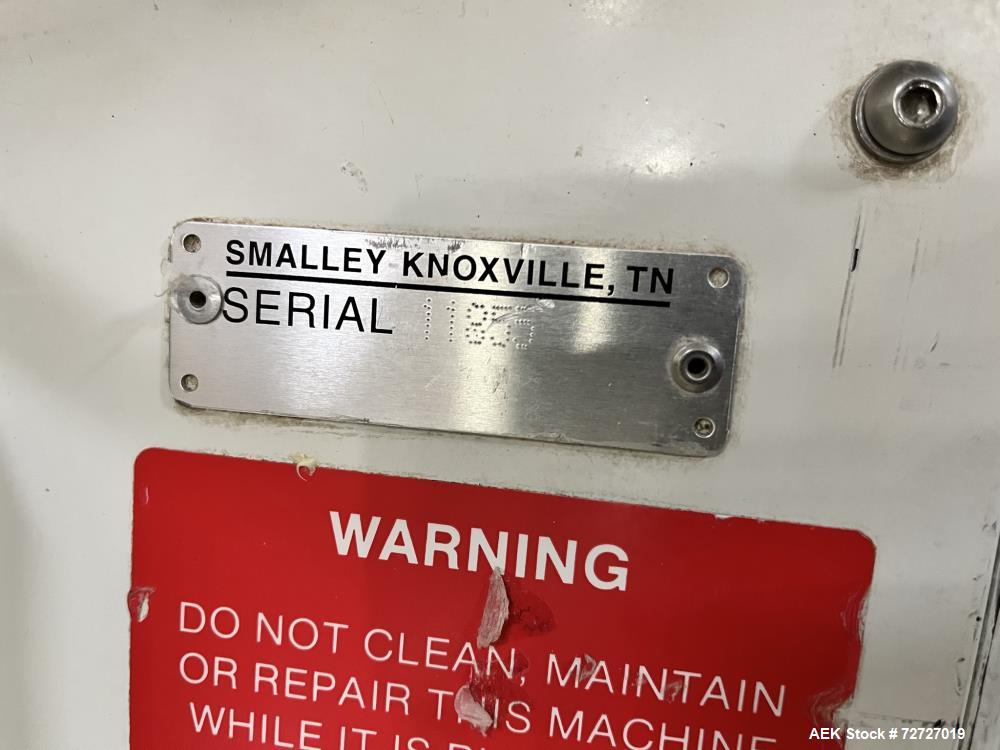 SMALLEY KNOXVILLE, TN
SERIAL 1185
WARNING
DO NOT CLEAN, MAINTAIN
OR REPAIR THIS MACHINE
WHILE IT IS
AEK Stock # 72727019